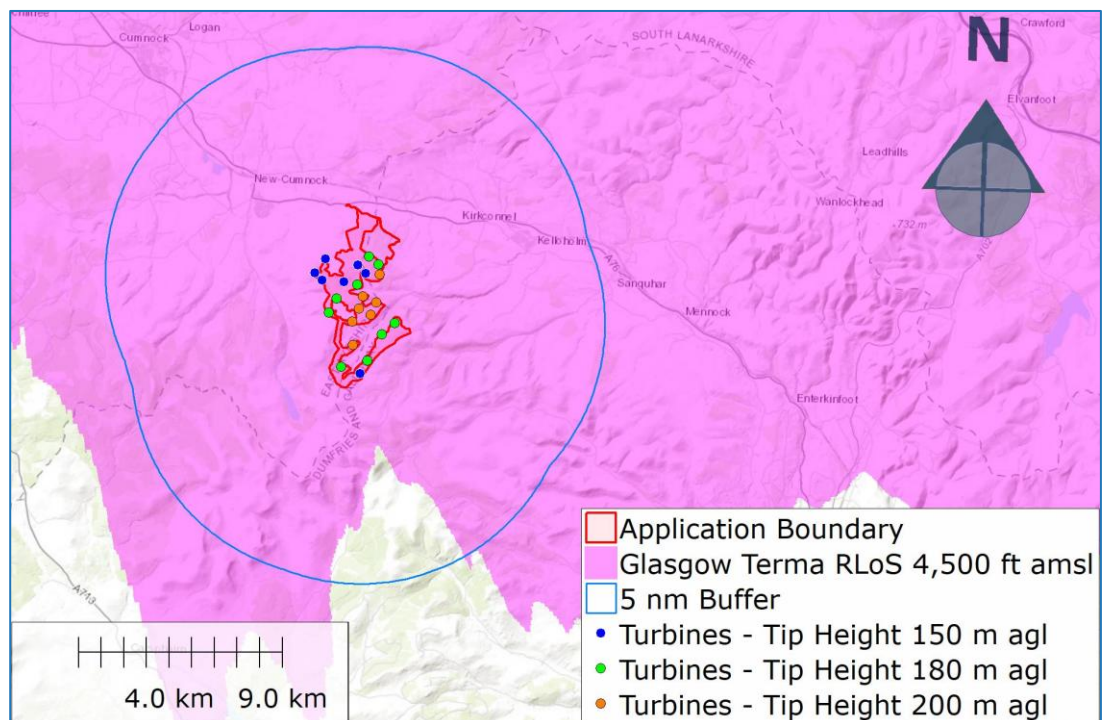 Logan
Cumnock
Crawford
N
SOUTH LANARKSHIRE
Elvanfoot
Leadhills
New Cumnock
Wanlockhead
Kirkconnel
732 m
Kelloholm
A702
A76
Sanquhar
Mennock
Enterkinfoot
DUMFRIES AND
A713
Application Boundary
Glasgow Terma RLoS 4,500 ft amsl
5 nm Buffer
Turbines - Tip Height 150 m agl
Turbines - Tip Height 180 m agl
Turbines - Tip Height 200 m agl
4.0 km 9.0 km